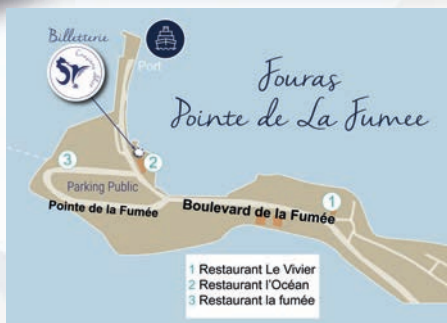 Billetterie
Port
Fouras
Pointe de La Fumee
3
2
Parking Public
Pointe de la Fumée
Boulevard de la Fumée
1
1 Restaurant Le Vivier
2 Restaurant l'Océan
3 Restaurant la fumée